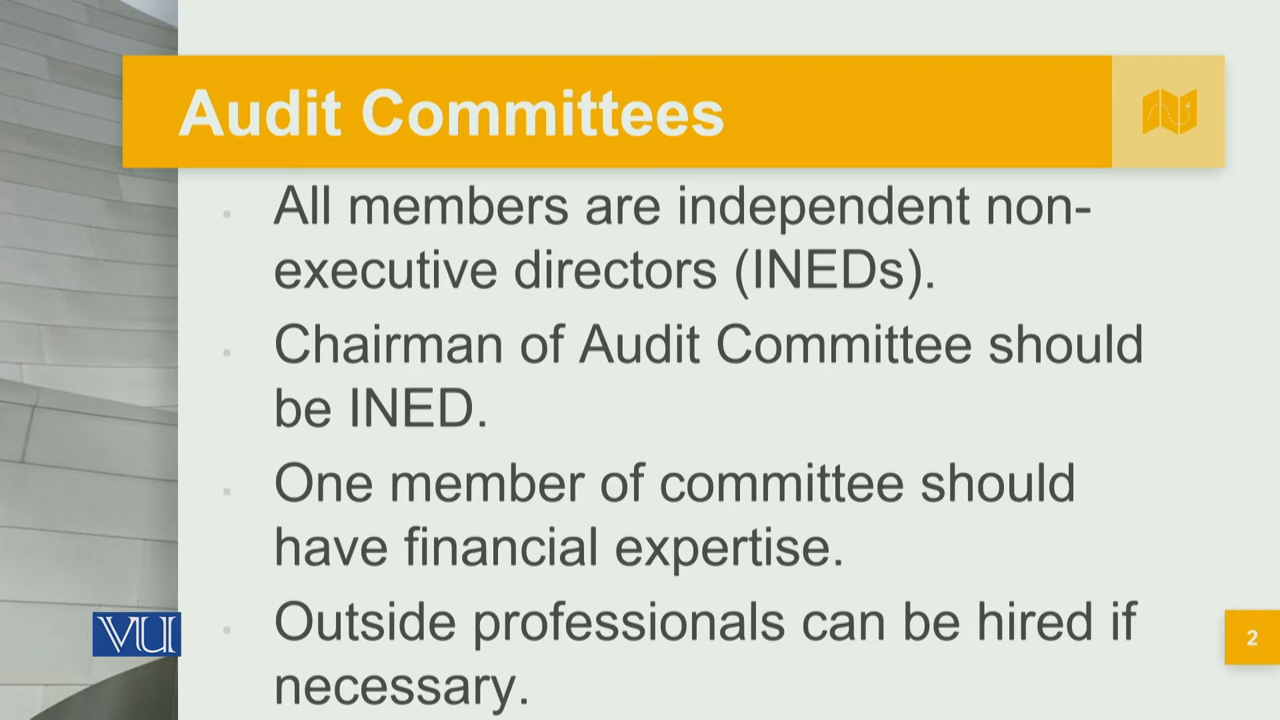 Audit Committees
All members are independent non-
executive directors (INEDs).
Chairman of Audit Committee should
be INED.
One member of committee should
have financial expertise.
Outside professionals can be hired if
necessary.
VU
2